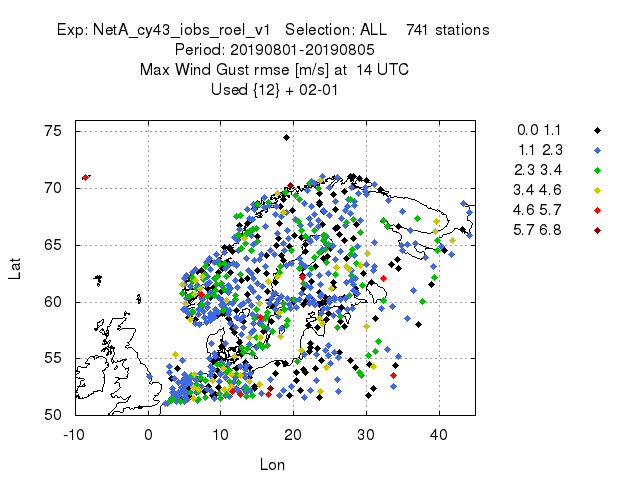 Exp: NetA_cy43_iobs_roel_v1 Selection: ALL 741 stations
Period: 20190801-20190805
Max Wind Gust rmse [m/s] at 14 UTC
Used {12} + 02-01
0.0 1.1
1.1 2.3
2.3 3.4
3.4 4.6
4.6 5.7
5.7 6.8
75
70
65
60
55
50
Lat
-10 0 10 20 30 40
Lon